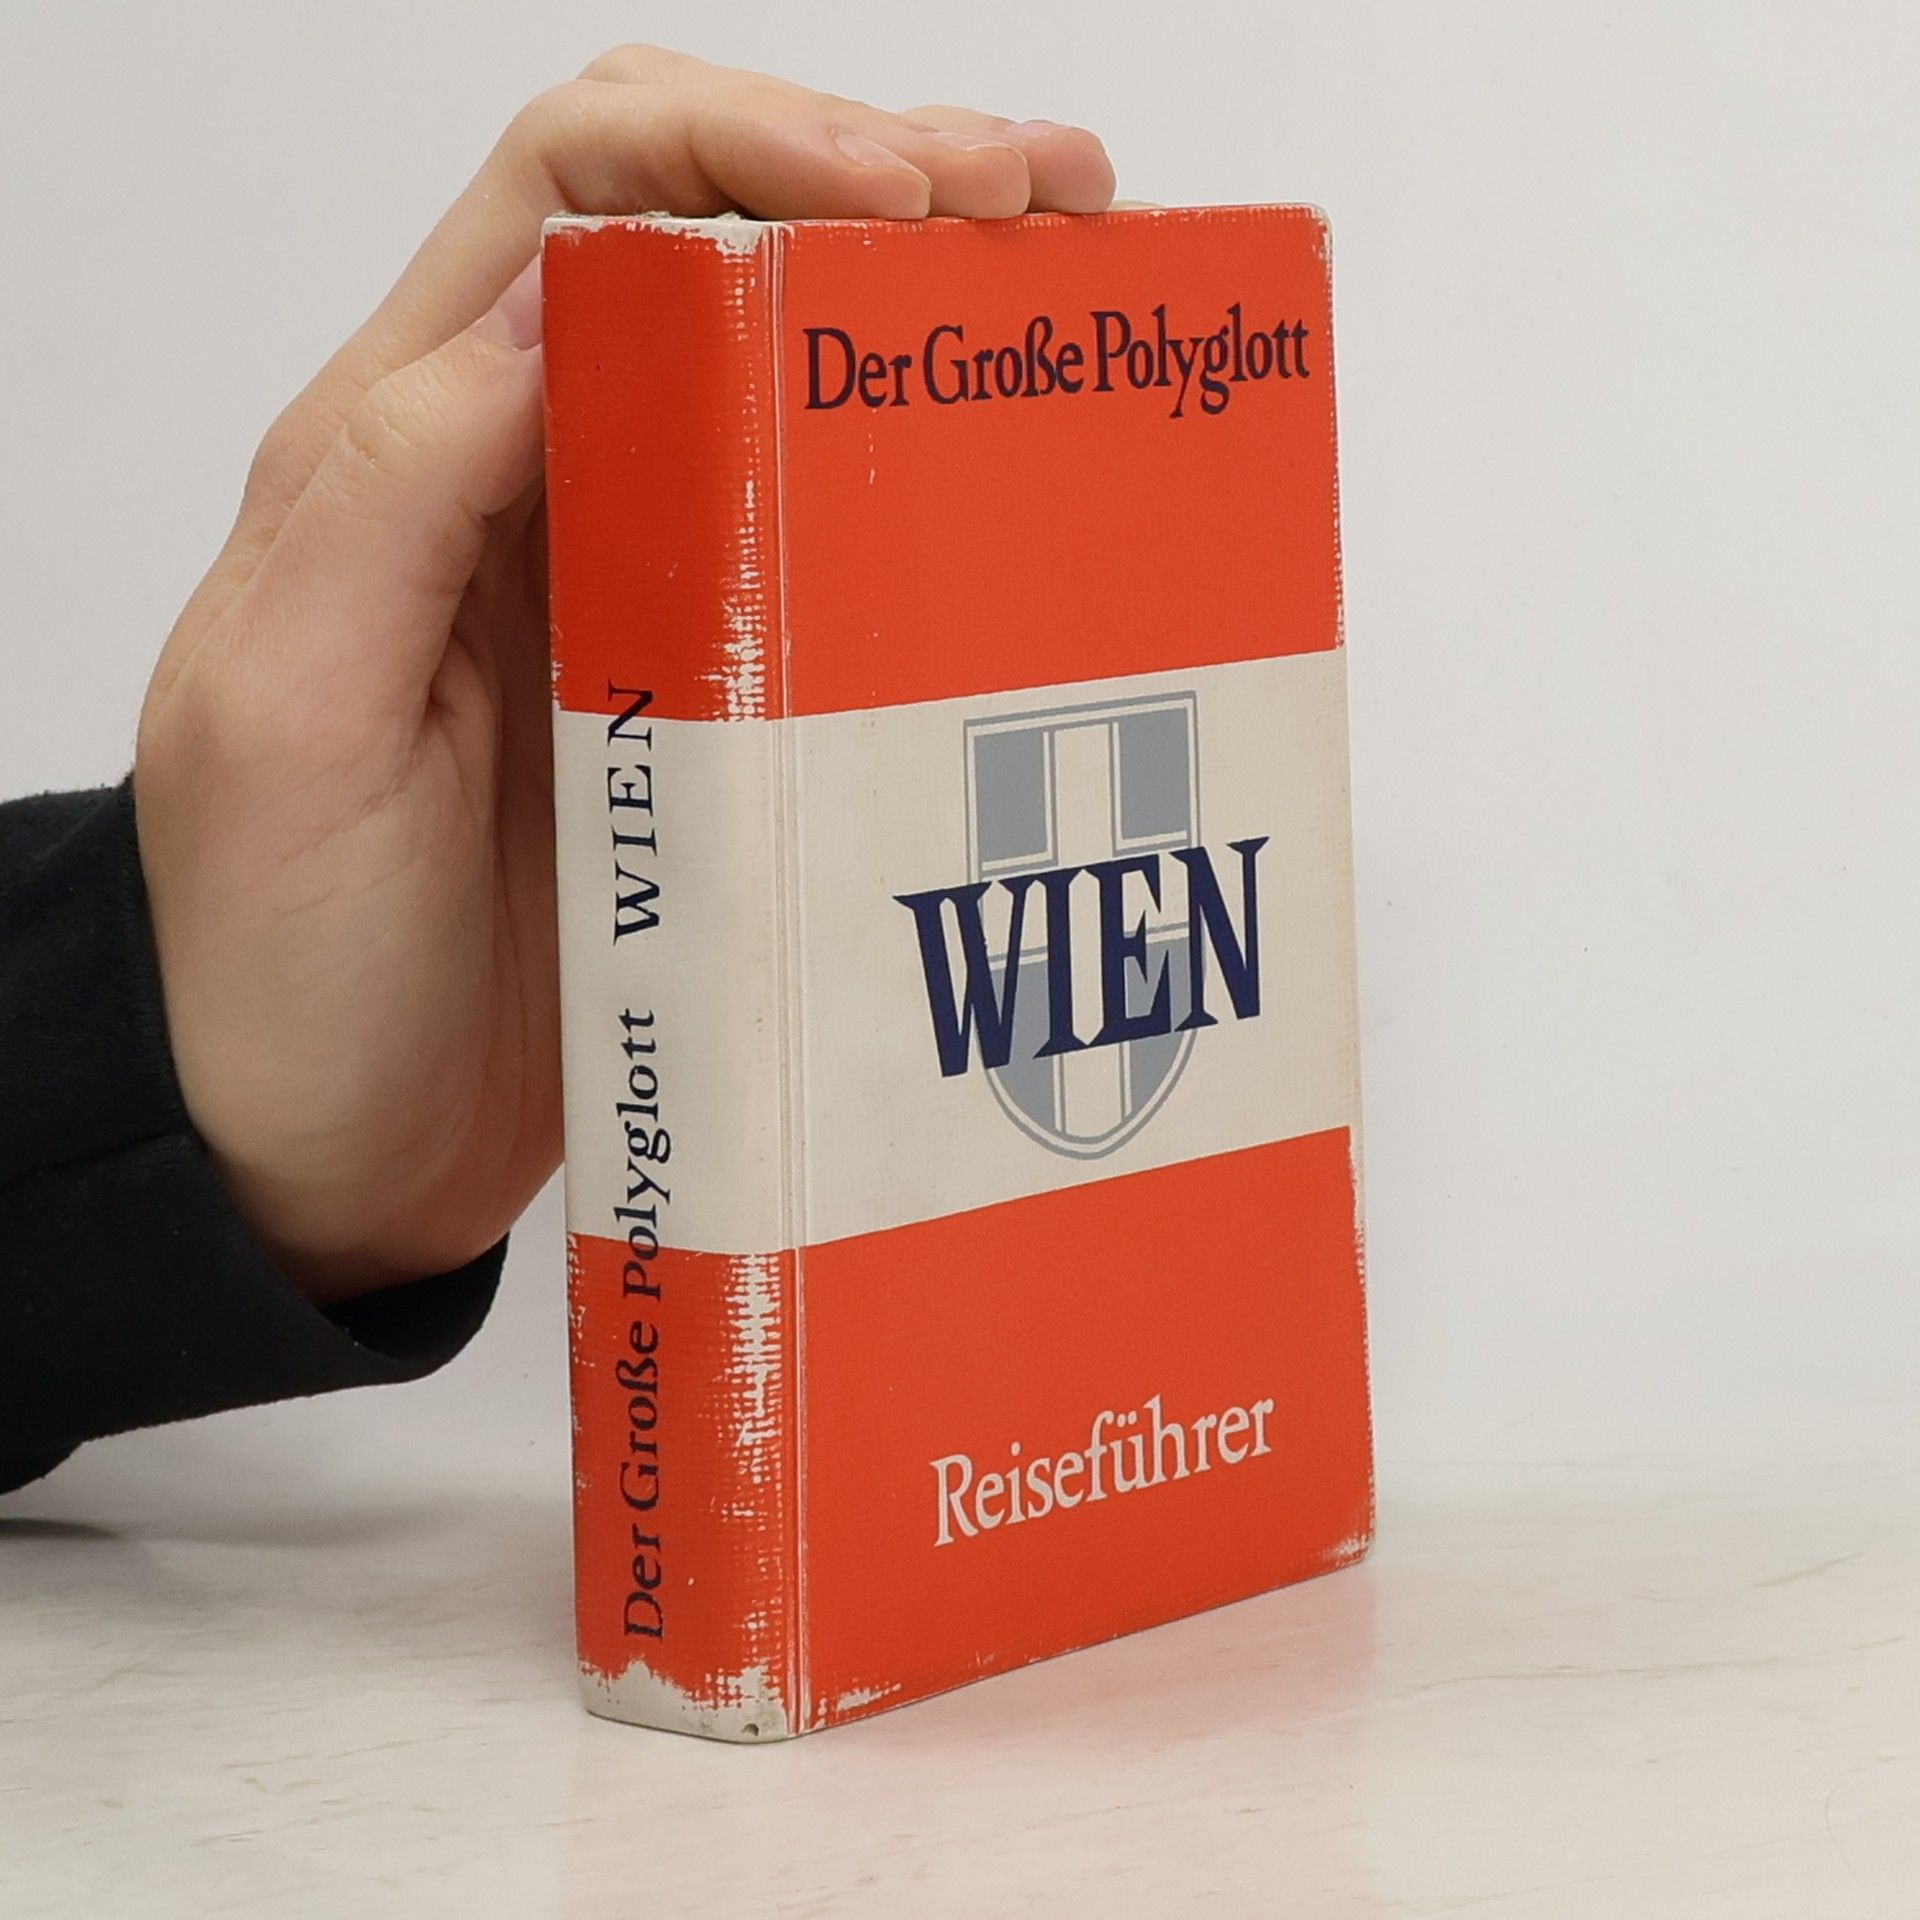 Der Große Polyglott
WIEN
Reiseführer
Der Große Polyglott WIEN